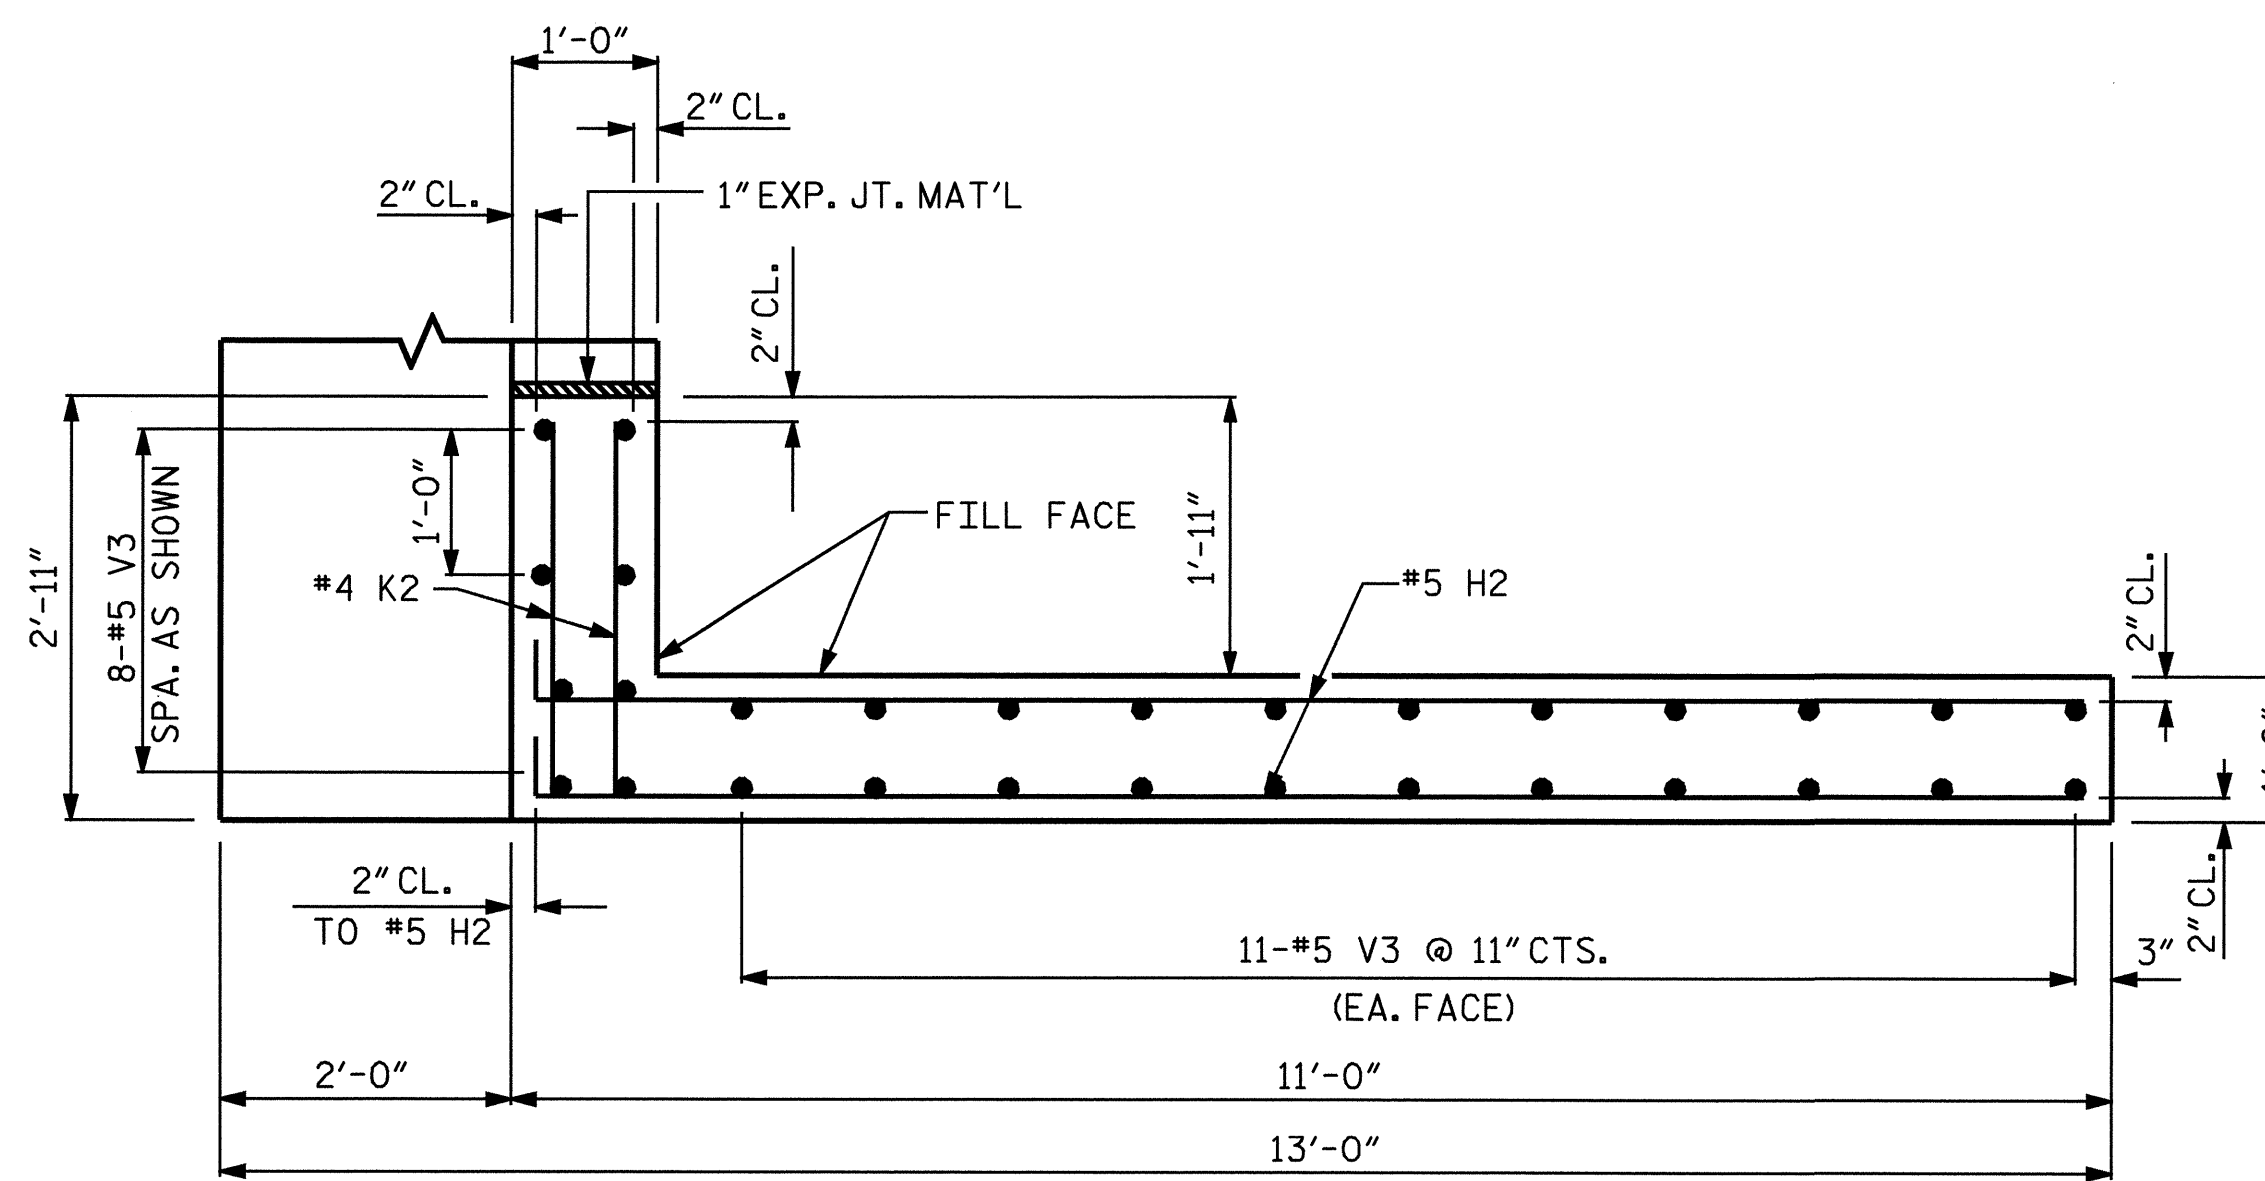 1'-0"
2" CL.
2" CL.
1" EXP. JT. MAT'L
2" CL.
1'-0"
8-#5 V3
SPA. AS SHOWN
2'-11"
#4 K2
FILL FACE
1'-11"
#5 H2
2" CL.
2" CL.
TO #5 H2
2" CL.
3"
11-#5 V3 @ 11" CTS.
(EA. FACE)
2'-0"
11'-0"
13'-0"